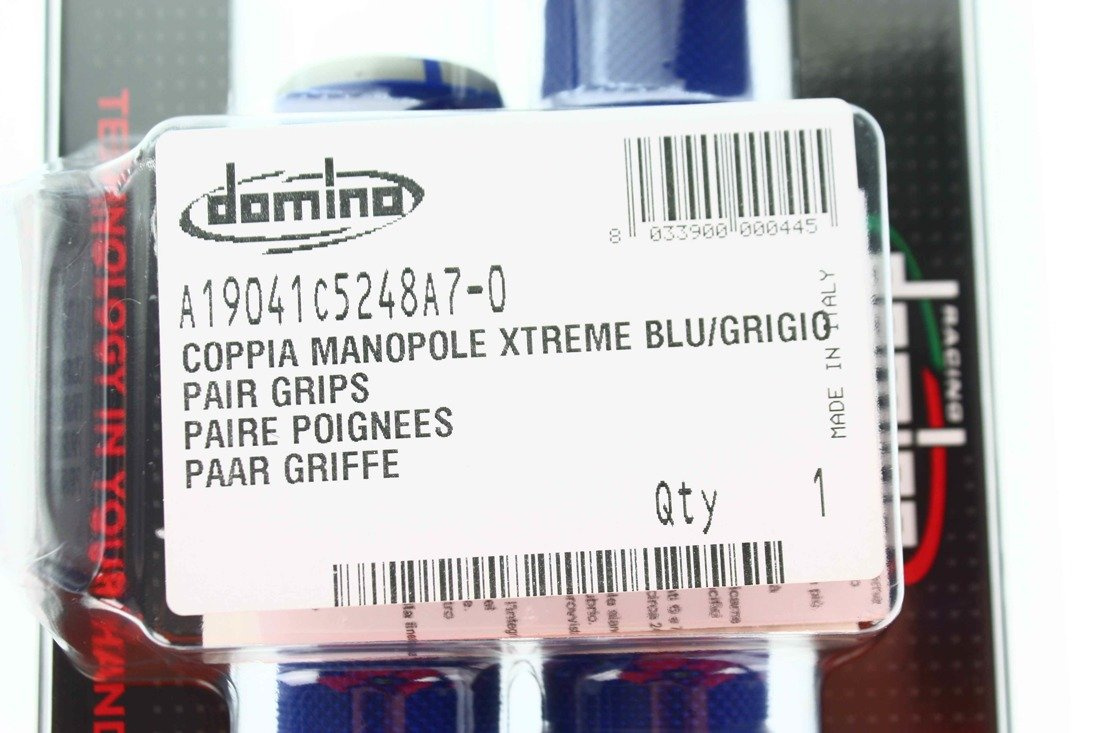 domino
8 033900 000445
A19041C5248A7-0
COPPIA MANOPOLE XTREME BLU/GRIGIO
PAIR GRIPS
PAIRE POIGNEES
PAAR GRIFFE
Qty 1
MADE IN ITALY
TECHNOLOGY IN YOUR HAND
domino
RACING